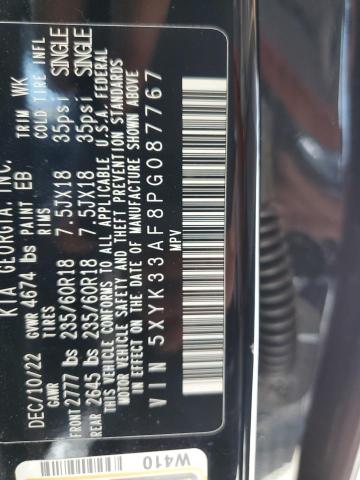 KIA GEORGIA, INC.
DEC/10/22 GVWR 4674 lbs PAINT EB TRIM WK
GAWR TIRES RIMS COLD TIRE INFL
FRONT 2777 lbs 235/60R18 7.5JX18 35psi SINGLE
REAR 2645 lbs 235/60R18 7.5JX18 35psi SINGLE
THIS VEHICLE CONFORMS TO ALL APPLICABLE U.S.A. FEDERAL
MOTOR VEHICLE SAFETY AND THEFT PREVENTION STANDARDS
IN EFFECT ON THE DATE OF MANUFACTURE SHOWN ABOVE
VIN 5XYK33AF8PG087767
MPV
W410